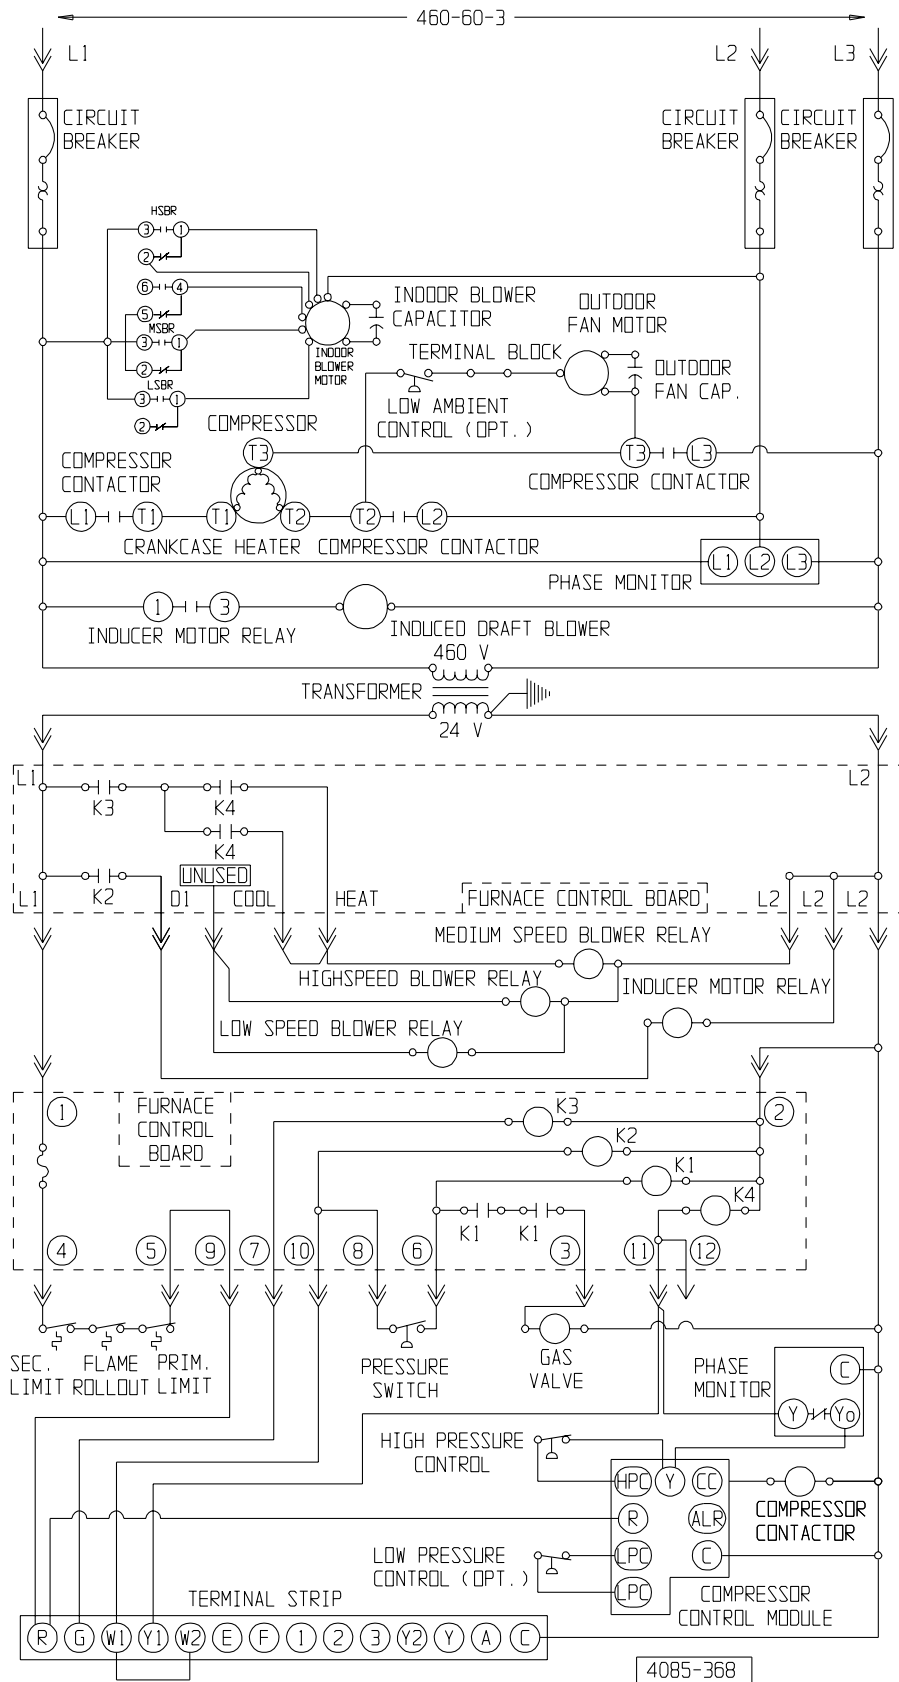 460-60-3
L1
L2
L3
CIRCUIT
BREAKER
CIRCUIT
BREAKER
CIRCUIT
BREAKER
HSBR
3
1
2
6
4
5
MSBR
3
1
2
LSBR
3
1
2
INDOOR
BLOWER
MOTOR
INDOOR BLOWER
CAPACITOR
OUTDOOR
FAN MOTOR
TERMINAL BLOCK
OUTDOOR
FAN CAP.
LOW AMBIENT
CONTROL (OPT.)
COMPRESSOR
T3
T3
L3
COMPRESSOR
CONTACTOR
COMPRESSOR CONTACTOR
L1
T1
T1
T2
T2
L2
CRANKCASE HEATER
COMPRESSOR CONTACTOR
L1
L2
L3
PHASE MONITOR
1
3
INDUCER MOTOR RELAY
INDUCED DRAFT BLOWER
460 V
TRANSFORMER
24 V
L1
L2
K3
K4
K4
K2
UNUSED
L1
D1
COOL
HEAT
FURNACE CONTROL BOARD
L2
L2
L2
MEDIUM SPEED BLOWER RELAY
HIGHSPEED BLOWER RELAY
INDUCER MOTOR RELAY
LOW SPEED BLOWER RELAY
1
FURNACE
CONTROL
BOARD
K3
2
K2
K1
K4
K1
K1
4
5
9
7
10
8
6
3
11
12
SEC.
LIMIT
FLAME
ROLLOUT
PRIM.
LIMIT
PRESSURE
SWITCH
GAS
VALVE
PHASE
MONITOR
C
Y
Yo
HIGH PRESSURE
CONTROL
HPC
Y
CC
COMPRESSOR
CONTACTOR
R
ALR
LOW PRESSURE
CONTROL (OPT.)
LPC
C
LPC
COMPRESSOR
CONTROL MODULE
TERMINAL STRIP
R
G
W1
Y1
W2
E
F
1
2
3
Y2
Y
A
C
4085-368